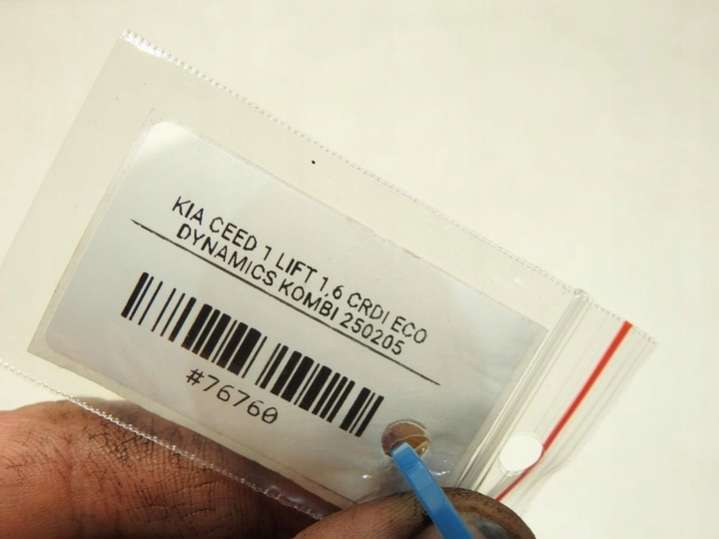 KIA CEED 1 LIFT 1,6 CRDI ECO
DYNAMICS KOMBI 250205
#76760